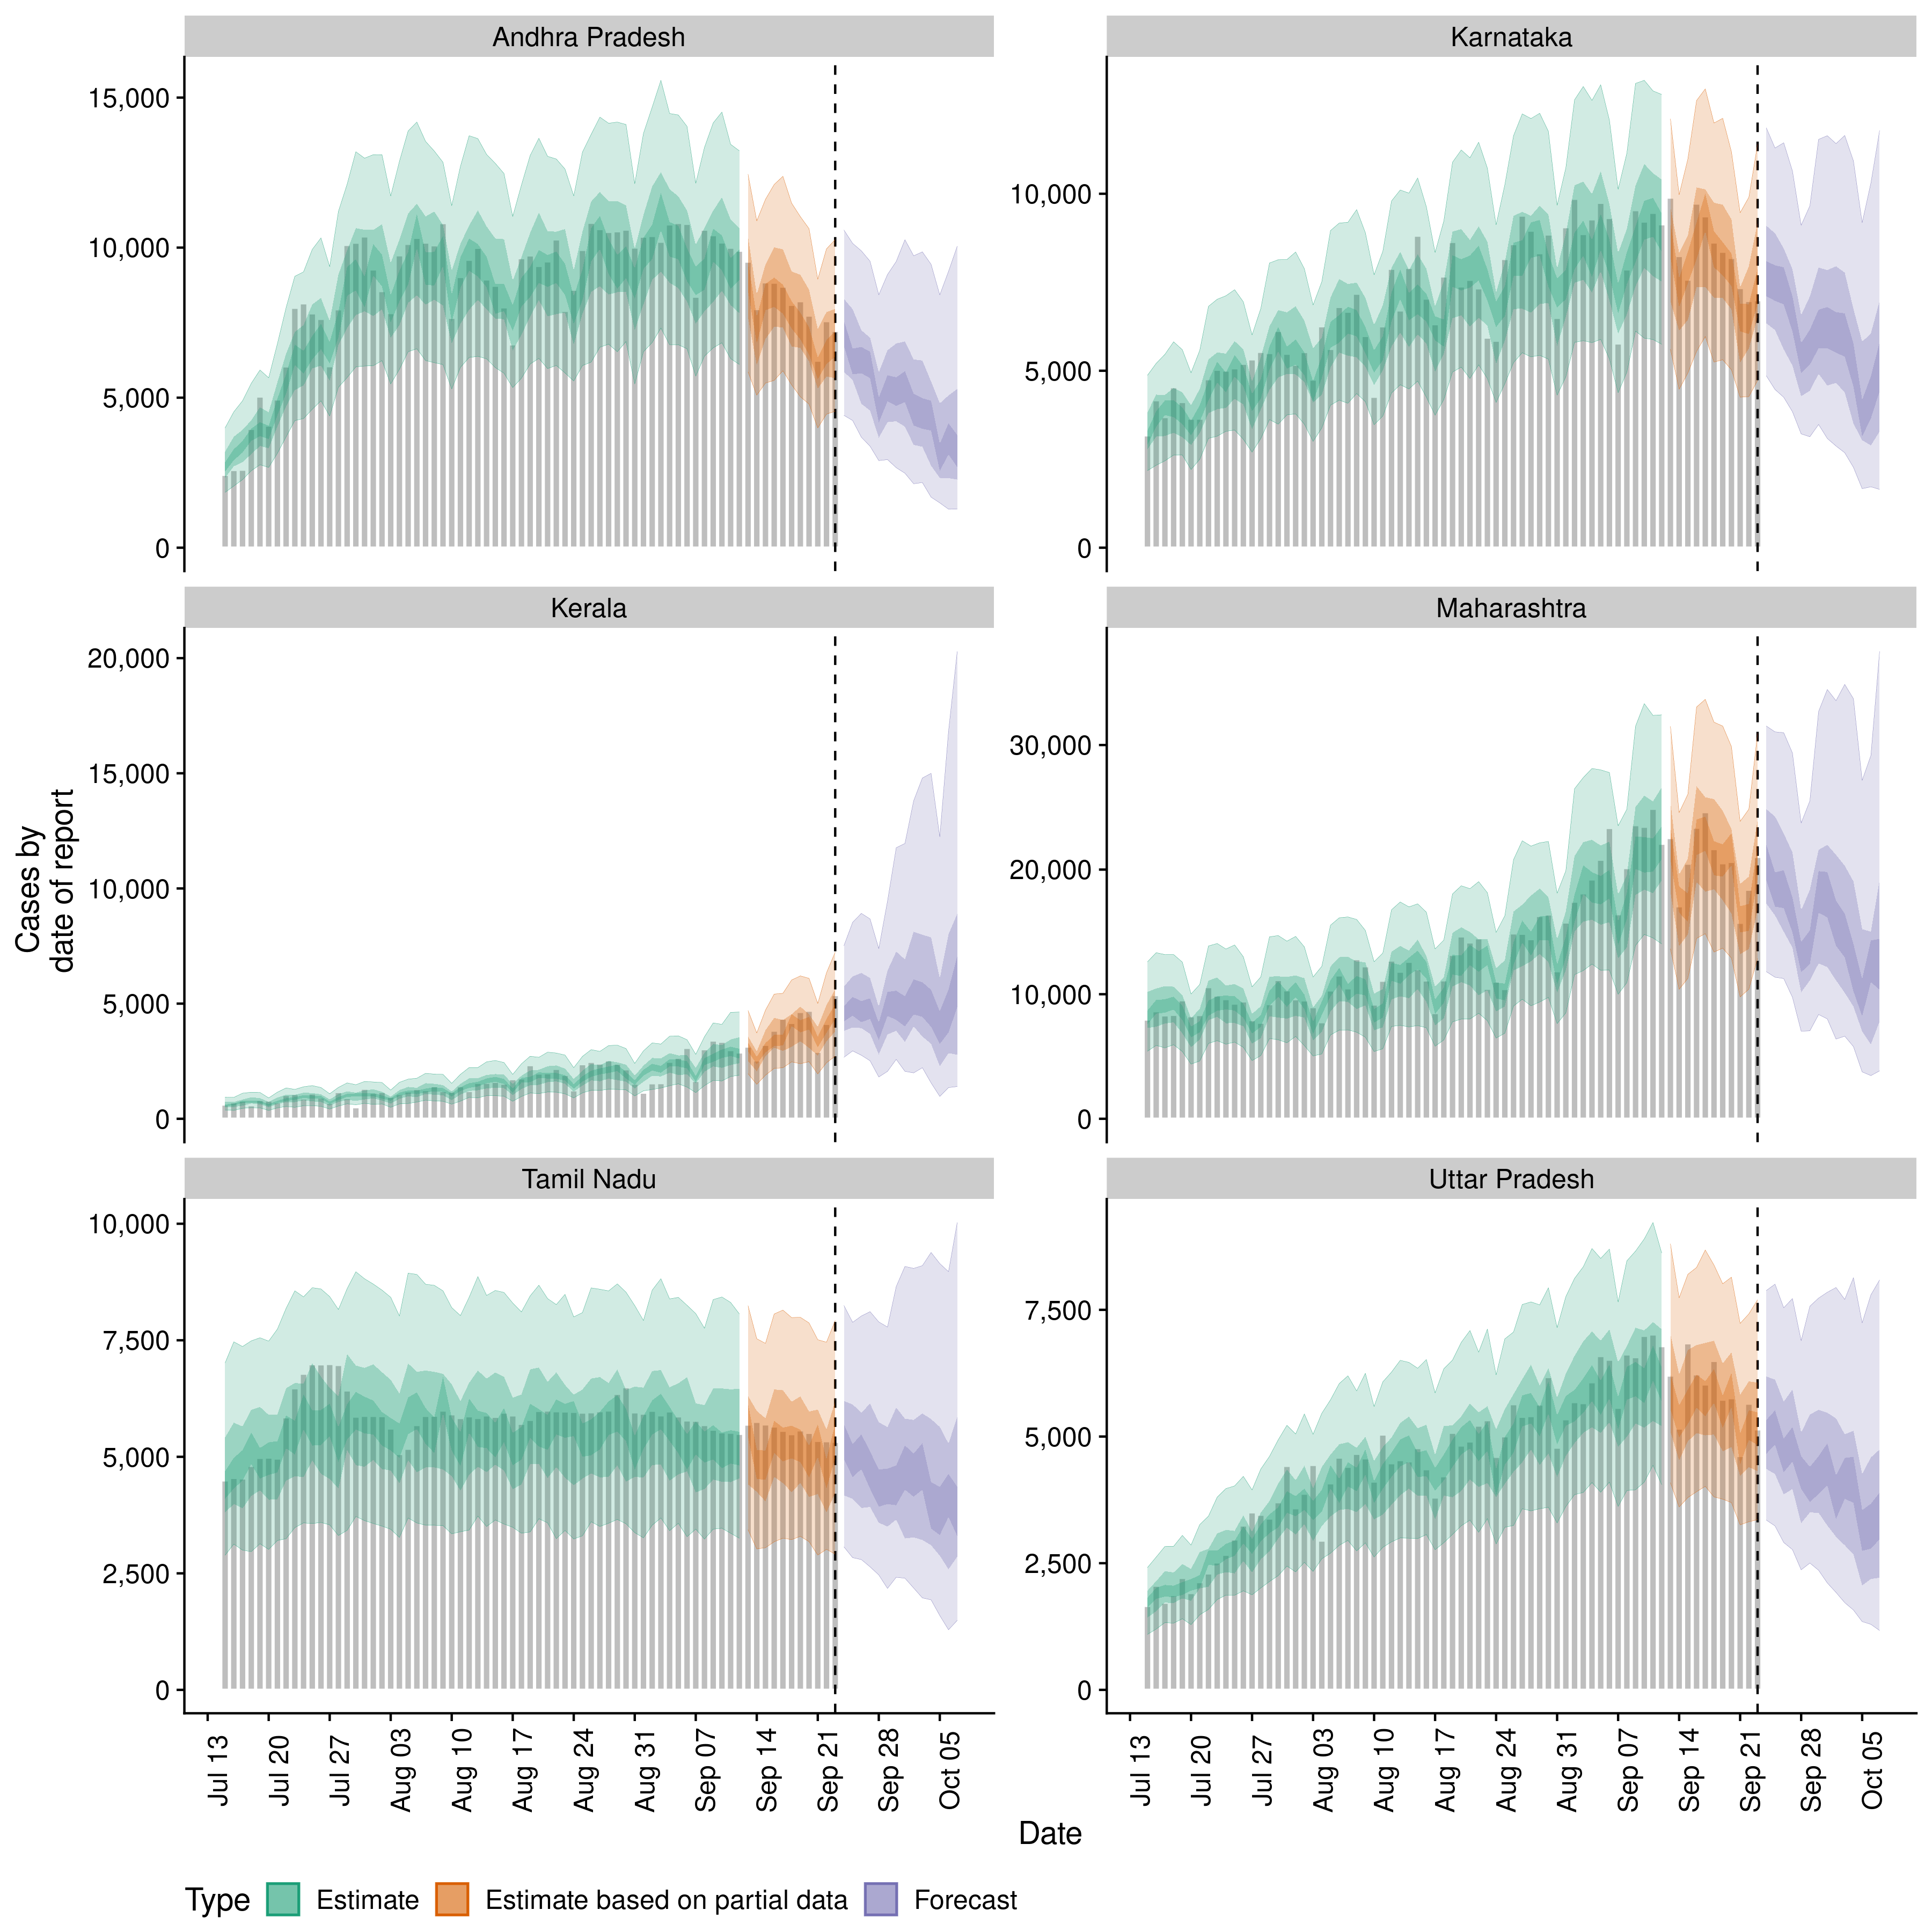 Andhra Pradesh
Karnataka
15,000
10,000
5,000
0
10,000
5,000
0
Kerala
Maharashtra
20,000
15,000
10,000
5,000
0
30,000
20,000
10,000
0
Cases by
date of report
Tamil Nadu
Uttar Pradesh
10,000
7,500
5,000
2,500
0
7,500
5,000
2,500
0
Jul 13
Jul 20
Jul 27
Aug 03
Aug 10
Aug 17
Aug 24
Aug 31
Sep 07
Sep 14
Sep 21
Sep 28
Oct 05
Jul 13
Jul 20
Jul 27
Aug 03
Aug 10
Aug 17
Aug 24
Aug 31
Sep 07
Sep 14
Sep 21
Sep 28
Oct 05
Date
Type Estimate Estimate based on partial data Forecast